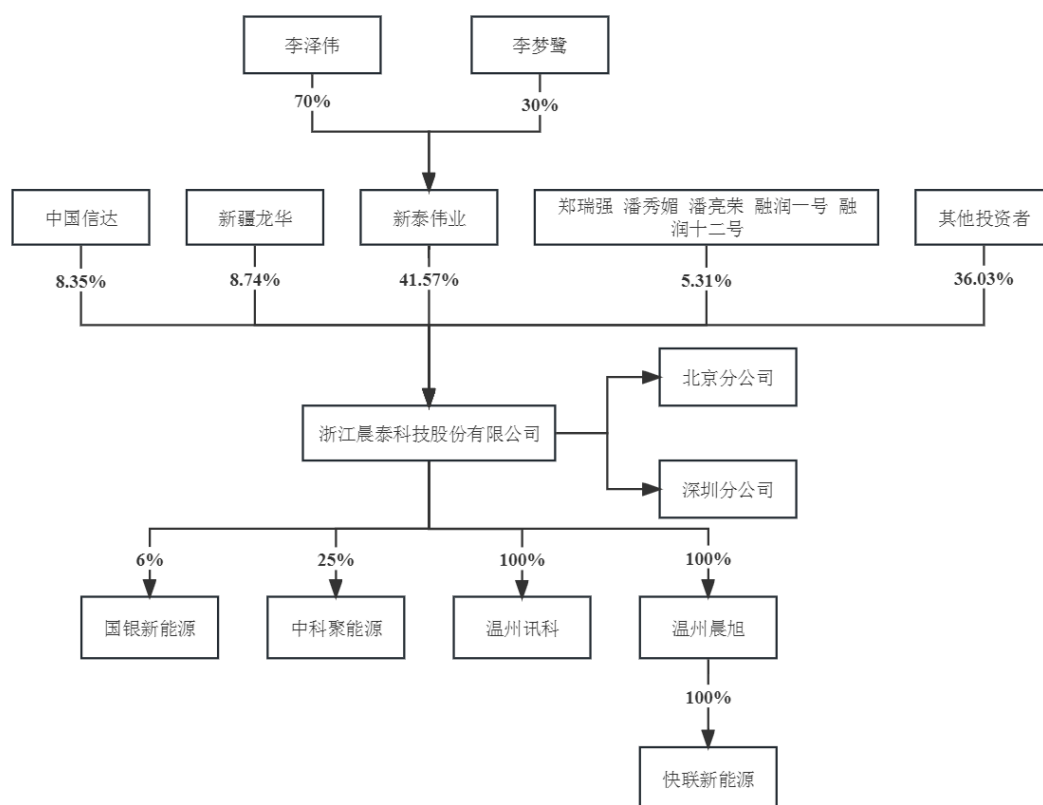 李泽伟
李梦鹭
70%
30%
中国信达
新疆龙华
新泰伟业
郑瑞强 潘秀媚 潘亮荣 融润一号 融
润十二号
其他投资者
8.35%
8.74%
41.57%
5.31%
36.03%
北京分公司
浙江晨泰科技股份有限公司
深圳分公司
6%
25%
100%
100%
国银新能源
中科聚能源
温州讯科
温州晨旭
100%
快联新能源